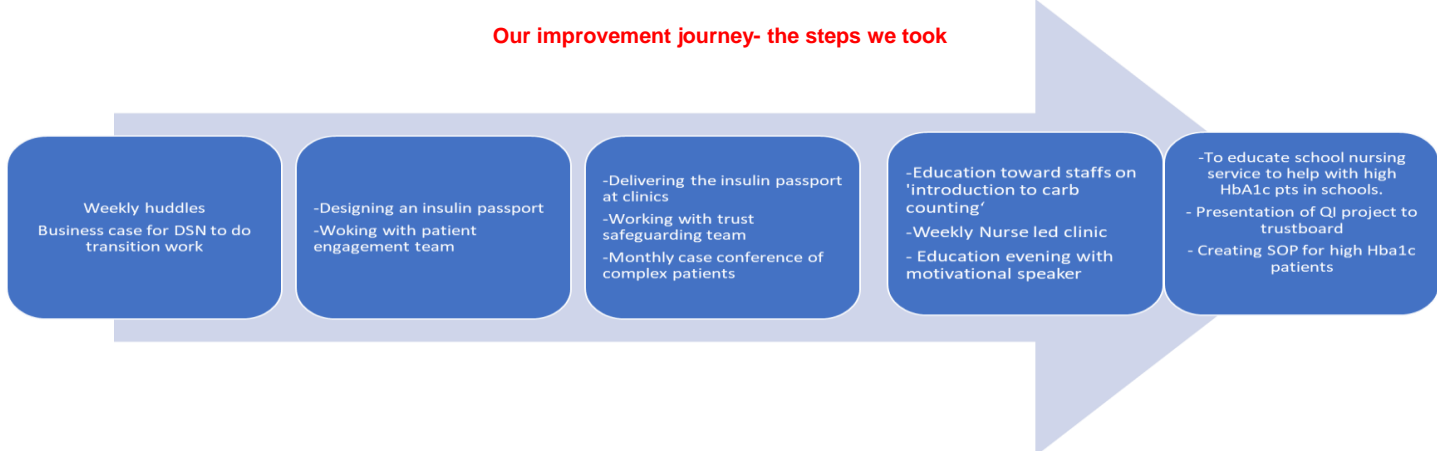 Our improvement journey- the steps we took
Weekly huddles
Business case for DSN to do
transition work
-Designing an insulin passport
-Woking with patient
engagement team
-Delivering the insulin passport
at clinics
-Working with trust
safeguarding team
-Monthly case conference of
complex patients
-Education toward staffs on
'introduction to carb
counting‘
-Weekly Nurse led clinic
- Education evening with
motivational speaker
-To educate school nursing
service to help with high
HbA1c pts in schools.
- Presentation of QI project to
trustboard
- Creating SOP for high Hba1c
patients